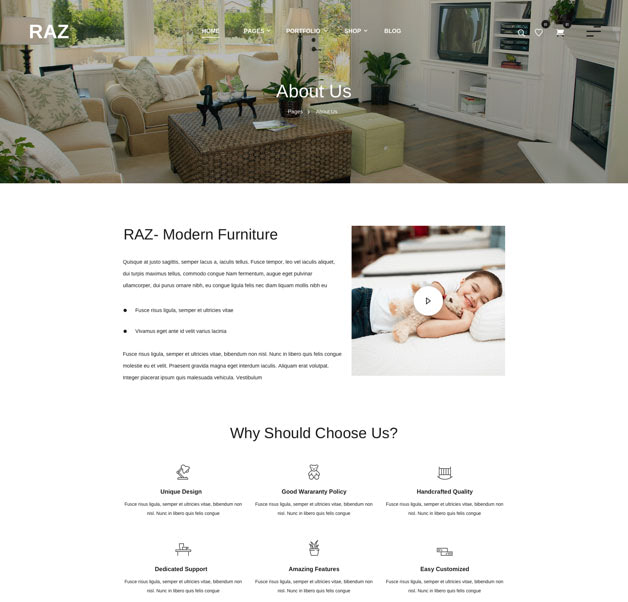 RAZ
HOME
PAGES
PORTFOLIO
SHOP
BLOG
About Us
Pages
About Us
RAZ- Modern Furniture
Quisque at justo sagittis, semper lacus a, iaculis tellus. Fusce tempor, leo vel iaculis aliquet,
dui turpis maximus tellus, commodo congue Nam fermentum, augue eget pulvinar
ullamcorper, dui purus ornare nibh, eu congue ligula felis nec diam liquam mollis nibh eu
Fusce risus ligula, semper et ultricies vitae
Vivamus eget ante id velit varius lacinia
Fusce risus ligula, semper et ultricies vitae, bibendum non nisl. Nunc in libero quis felis congue
molestie eu et velit. Praesent gravida magna eget interdum iaculis. Aliquam erat volutpat.
Integer placerat ipsum quis malesuada vehicula. Vestibulum
Why Should Choose Us?
Unique Design
Fusce risus ligula, semper et ultricies vitae, bibendum non
nisl. Nunc in libero quis felis congue
Good Wararanty Policy
Fusce risus ligula, semper et ultricies vitae, bibendum non
nisl. Nunc in libero quis felis congue
Handcrafted Quality
Fusce risus ligula, semper et ultricies vitae, bibendum non
nisl. Nunc in libero quis felis congue
Dedicated Support
Fusce risus ligula, semper et ultricies vitae, bibendum non
nisl. Nunc in libero quis felis congue
Amazing Features
Fusce risus ligula, semper et ultricies vitae, bibendum non
nisl. Nunc in libero quis felis congue
Easy Customized
Fusce risus ligula, semper et ultricies vitae, bibendum non
nisl. Nunc in libero quis felis congue